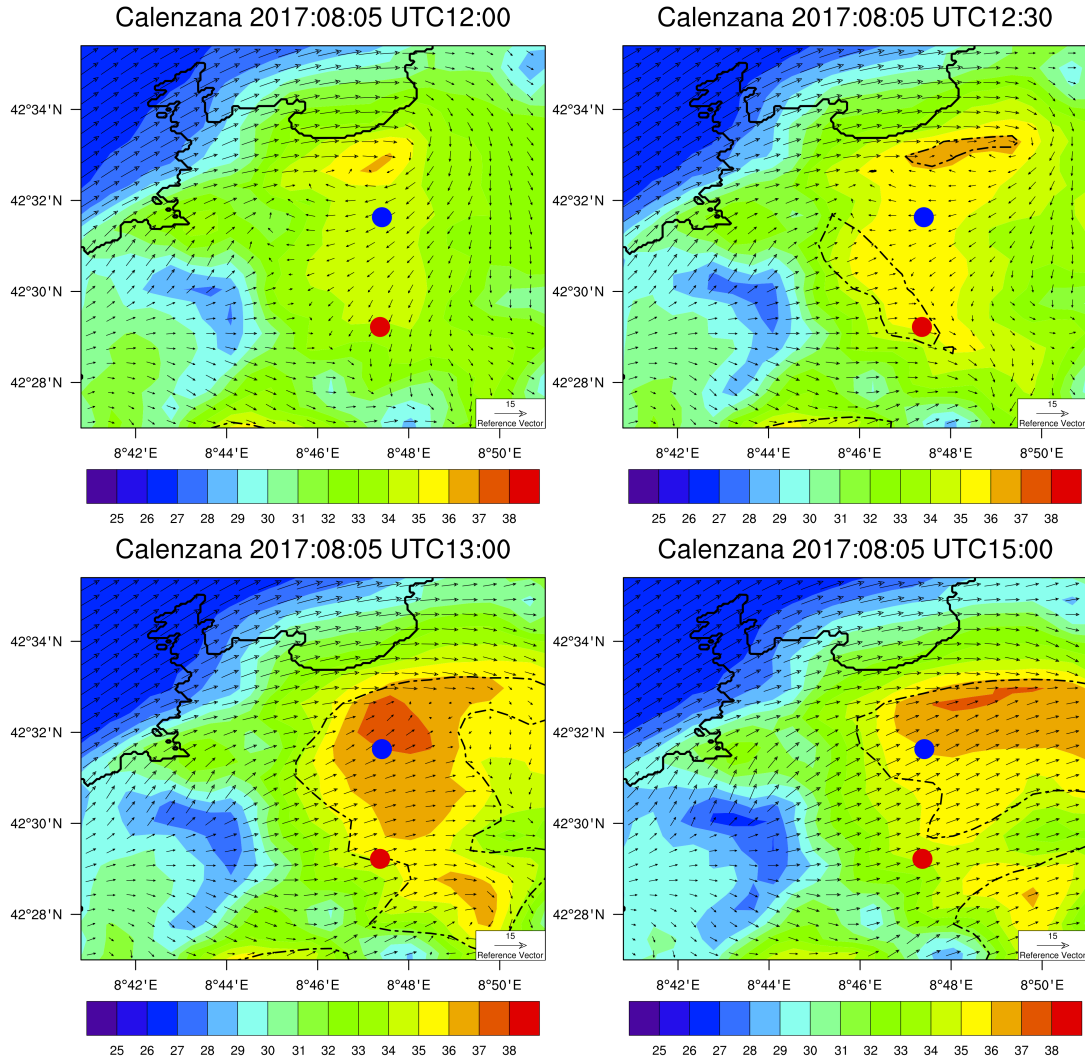 Calenzana 2017:08:05 UTC12:00
Calenzana 2017:08:05 UTC12:30
42°34'N
42°32'N
42°30'N
42°28'N
15
Reference Vector
8°42'E 8°44'E 8°46'E 8°48'E 8°50'E
42°34'N
42°32'N
42°30'N
42°28'N
15
Reference Vector
8°42'E 8°44'E 8°46'E 8°48'E 8°50'E
25 26 27 28 29 30 31 32 33 34 35 36 37 38
25 26 27 28 29 30 31 32 33 34 35 36 37 38
Calenzana 2017:08:05 UTC13:00
Calenzana 2017:08:05 UTC15:00
42°34'N
42°32'N
42°30'N
42°28'N
15
Reference Vector
8°42'E 8°44'E 8°46'E 8°48'E 8°50'E
42°34'N
42°32'N
42°30'N
42°28'N
15
Reference Vector
8°42'E 8°44'E 8°46'E 8°48'E 8°50'E
25 26 27 28 29 30 31 32 33 34 35 36 37 38
25 26 27 28 29 30 31 32 33 34 35 36 37 38